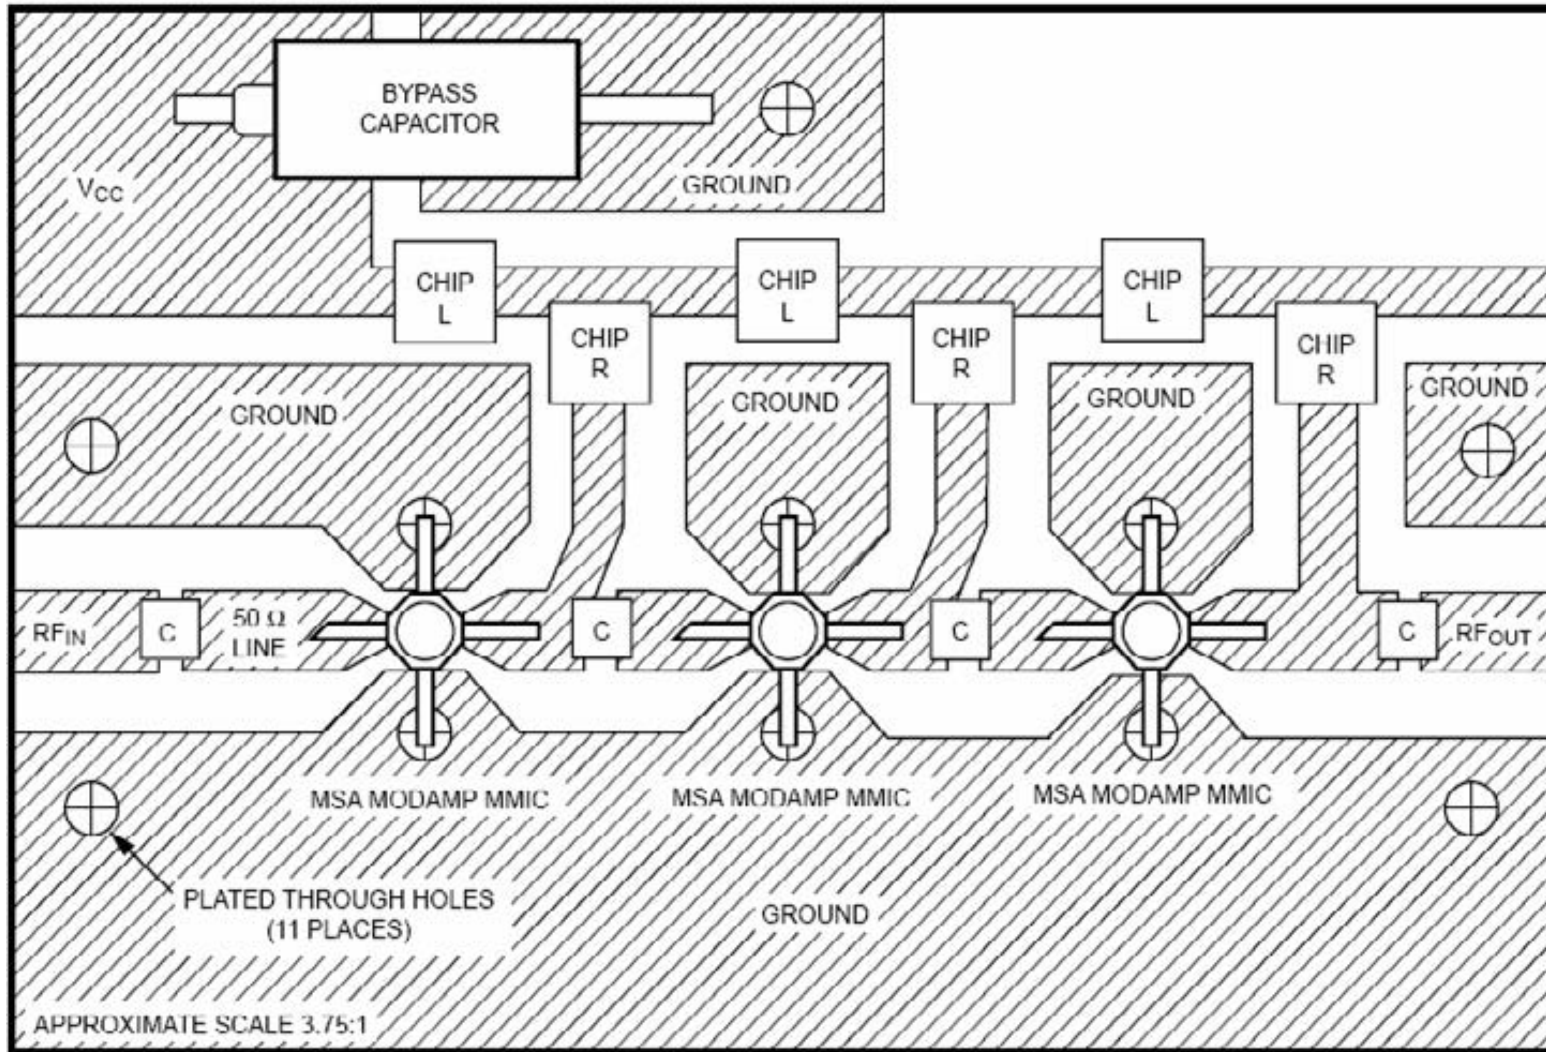 BYPASS
CAPACITOR
VCC
GROUND
CHIP
L
CHIP
L
CHIP
L
CHIP
R
CHIP
R
CHIP
R
GROUND
GROUND
GROUND
GROUND
RFIN
C
50 Ω
LINE
C
C
C
RFOUT
MSA MODAMP MMIC
MSA MODAMP MMIC
MSA MODAMP MMIC
PLATED THROUGH HOLES
(11 PLACES)
GROUND
APPROXIMATE SCALE 3.75:1